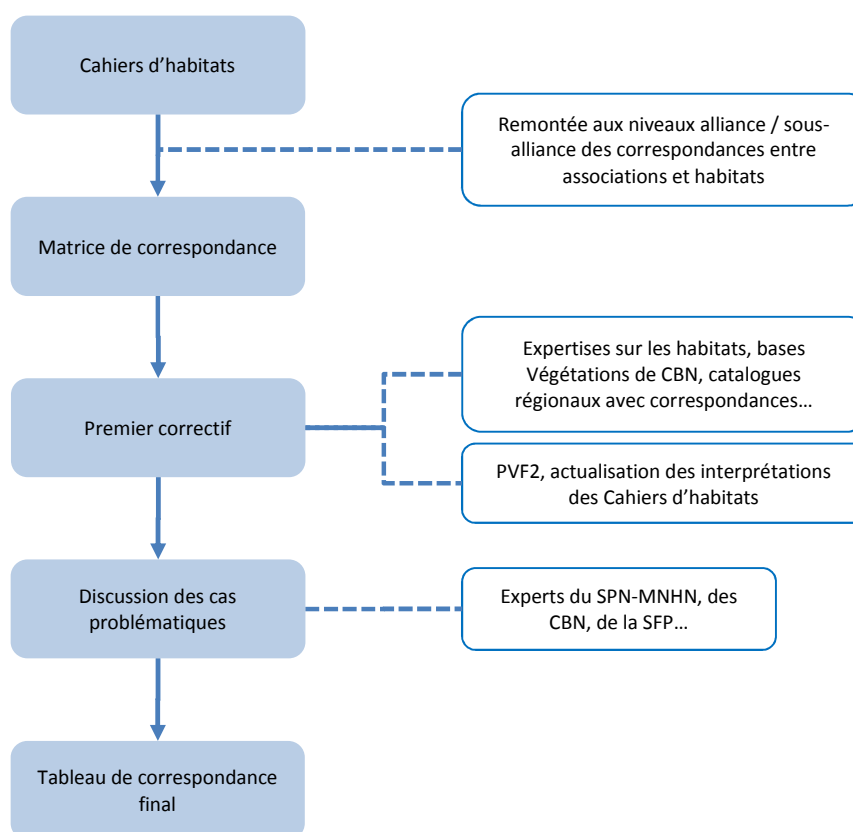 Cahiers d’habitats
Remontée aux niveaux alliance / sous-
alliance des correspondances entre
associations et habitats
Matrice de correspondance
Expertises sur les habitats, bases
Végétations de CBN, catalogues
régionaux avec correspondances…
Premier correctif
PVF2, actualisation des interprétations
des Cahiers d’habitats
Discussion des cas
problématiques
Experts du SPN-MNHN, des
CBN, de la SFP…
Tableau de correspondance
final